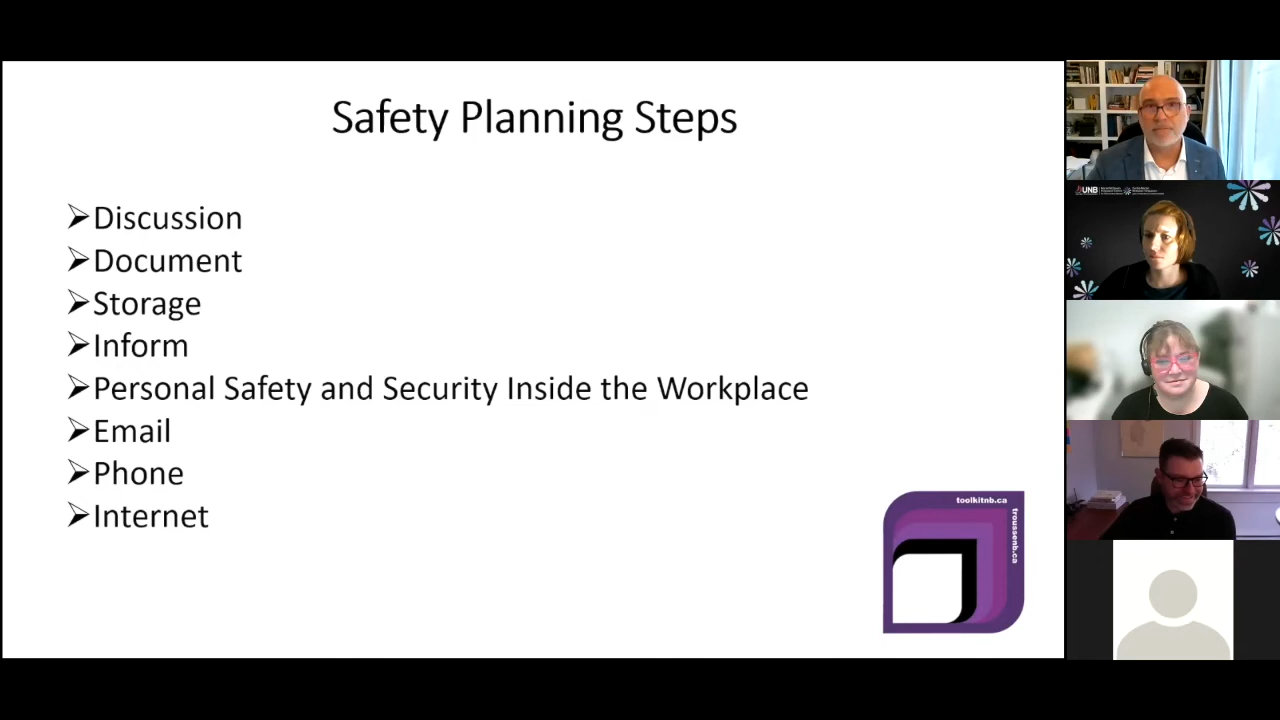 Safety Planning Steps
Discussion
Document
Storage
Inform
Personal Safety and Security Inside the Workplace
Email
Phone
Internet
toolkitnb.ca
troussenb.ca
UNB